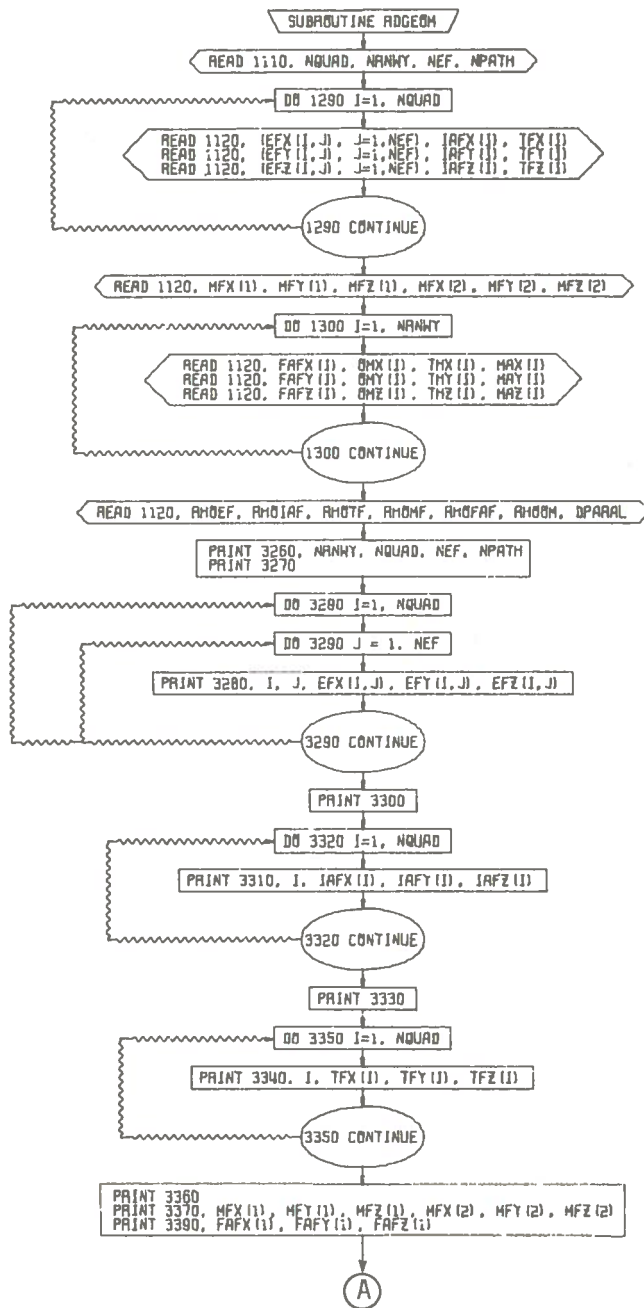 SUBROUTINE RDGEOM
READ 1110, NQUAD, NRNWY, NEF, NPATH
DO 1290 I=1, NQUAD
READ 1120, (EFX(I,J), J=1,NEF), IAFX(I), TFX(I)
READ 1120, (EFY(I,J), J=1,NEF), IAFY(I), TFY(I)
READ 1120, (EFZ(I,J), J=1,NEF), IAFZ(I), TFZ(I)
1290 CONTINUE
READ 1120, MFX(1), MFY(1), MFZ(1), MFX(2), MFY(2), MFZ(2)
DO 1300 I=1, NRNWY
READ 1120, FAFX(I), OMX(I), TMX(I), MAX(I)
READ 1120, FAFY(I), OMY(I), TMY(I), MAY(I)
READ 1120, FAFZ(I), OMZ(I), TMZ(I), MAZ(I)
1300 CONTINUE
READ 1120, RHOEF, RHOIAF, RHOTF, RHOMF, RHOFAF, RHOOM, DPARAL
PRINT 3260, NRNWY, NQUAD, NEF, NPATH
PRINT 3270
DO 3290 I=1, NQUAD
DO 3290 J = 1, NEF
PRINT 3280, I, J, EFX(I,J), EFY(I,J), EFZ(I,J)
3290 CONTINUE
PRINT 3300
DO 3320 I=1, NQUAD
PRINT 3310, I, IAFX(I), IAFY(I), IAFZ(I)
3320 CONTINUE
PRINT 3330
DO 3350 I=1, NQUAD
PRINT 3340, I, TFX(I), TFY(I), TFZ(I)
3350 CONTINUE
PRINT 3360
PRINT 3370, MFX(1), MFY(1), MFZ(1), MFX(2), MFY(2), MFZ(2)
PRINT 3390, FAFX(1), FAFY(1), FAFZ(1)
A